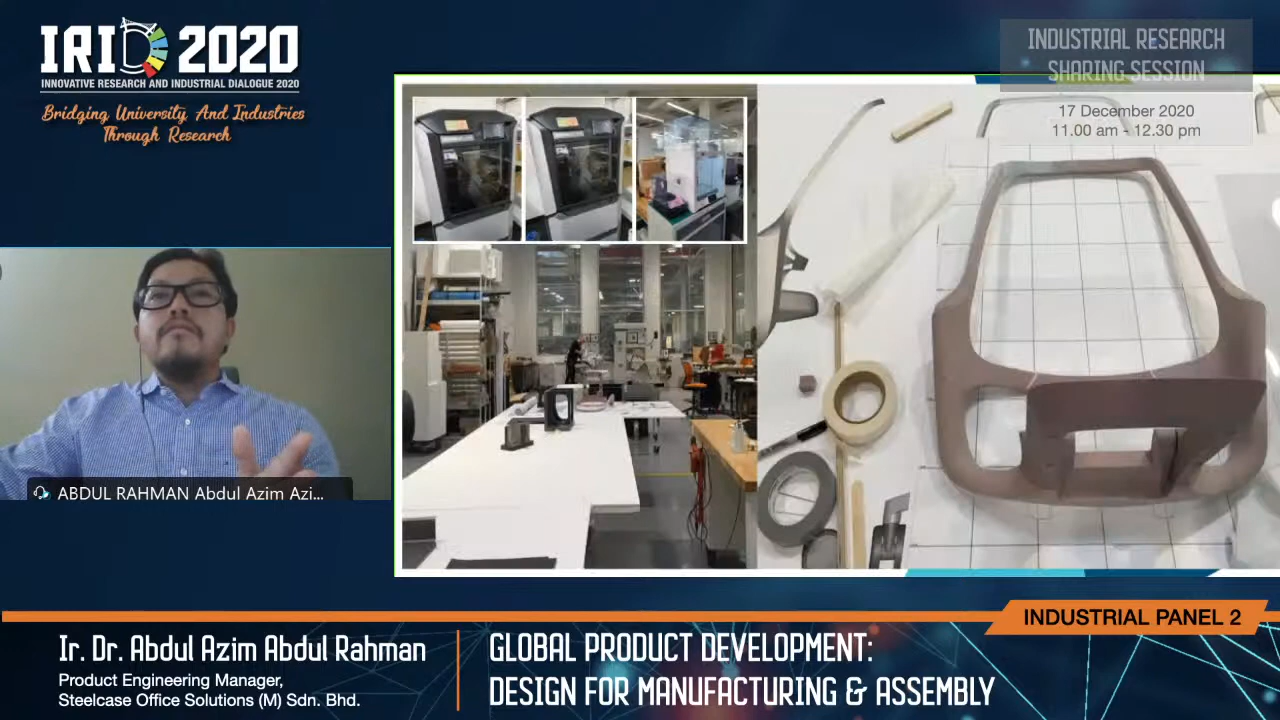 IRID 2020
INNOVATIVE RESEARCH AND INDUSTRIAL DIALOGUE 2020
Bridging University And Industries
Through Research
INDUSTRIAL RESEARCH
SHARING SESSION
17 December 2020
11.00 am - 12.30 pm
ABDUL RAHMAN Abdul Azim Azi...
INDUSTRIAL PANEL 2
Ir. Dr. Abdul Azim Abdul Rahman
Product Engineering Manager,
Steelcase Office Solutions (M) Sdn. Bhd.
GLOBAL PRODUCT DEVELOPMENT:
DESIGN FOR MANUFACTURING & ASSEMBLY